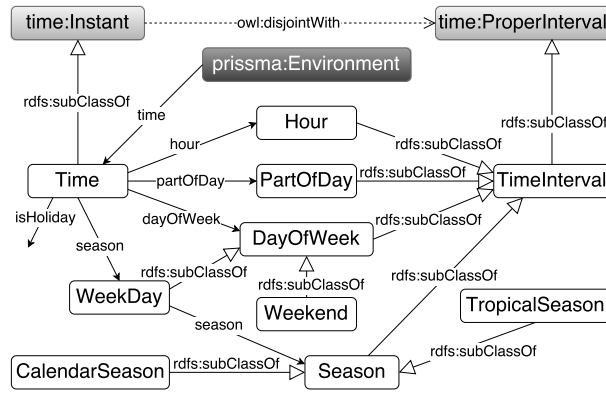 time:Instant
owl:disjointWith
time:ProperInterval
prissma:Environment
rdfs:subClassOf
time
rdfs:subClassOf
hour
Hour
rdfs:subClassOf
Time
partOfDay
PartOfDay
rdfs:subClassOf
TimeInterval
isHoliday
dayOfWeek
rdfs:subClassOf
season
DayOfWeek
rdfs:subClassOf
rdfs:subClassOf
rdfs:subClassOf
WeekDay
Weekend
TropicalSeason
season
rdfs:subClassOf
CalendarSeason
rdfs:subClassOf
Season